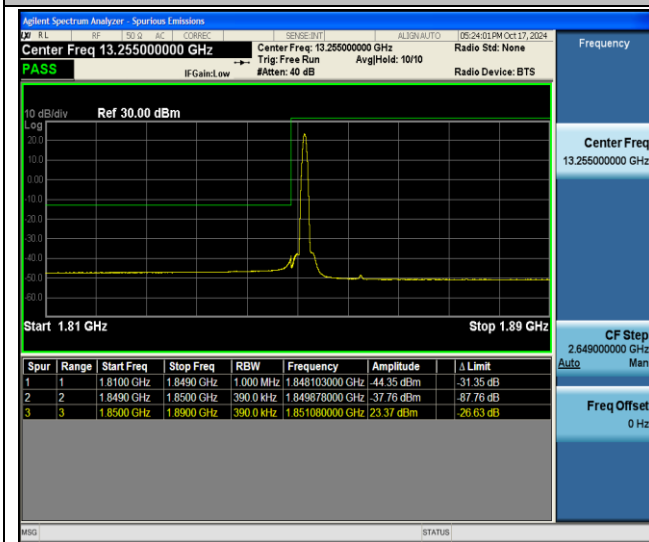 Agilent Spectrum Analyzer - Spurious Emissions
RL RF 50 Ω AC CORREC SENSE:INT ALIGN AUTO 05:24:01 PM Oct 17, 2024
Center Freq 13.255000000 GHz
Center Freq: 13.255000000 GHz
Radio Std: None
Trig: Free Run Avg|Hold: 10/10
PASS
IFGain:Low
#Atten: 40 dB
Radio Device: BTS
Frequency
10 dB/div Ref 30.00 dBm
Log
20.0
10.0
0.00
-10.0
-20.0
-30.0
-40.0
-50.0
-60.0
Start 1.81 GHz Stop 1.89 GHz
Center Freq
13.255000000 GHz
CF Step
2.649000000 GHz
Auto Man
Freq Offset
0 Hz
Spur Range Start Freq Stop Freq RBW Frequency Amplitude Δ Limit
1 1 1.8100 GHz 1.8490 GHz 1.000 MHz 1.848103000 GHz -44.35 dBm -31.35 dB
2 2 1.8490 GHz 1.8500 GHz 390.0 kHz 1.849878000 GHz -37.76 dBm -87.76 dB
3 3 1.8500 GHz 1.8900 GHz 390.0 kHz 1.851080000 GHz 23.37 dBm -26.63 dB
MSG STATUS